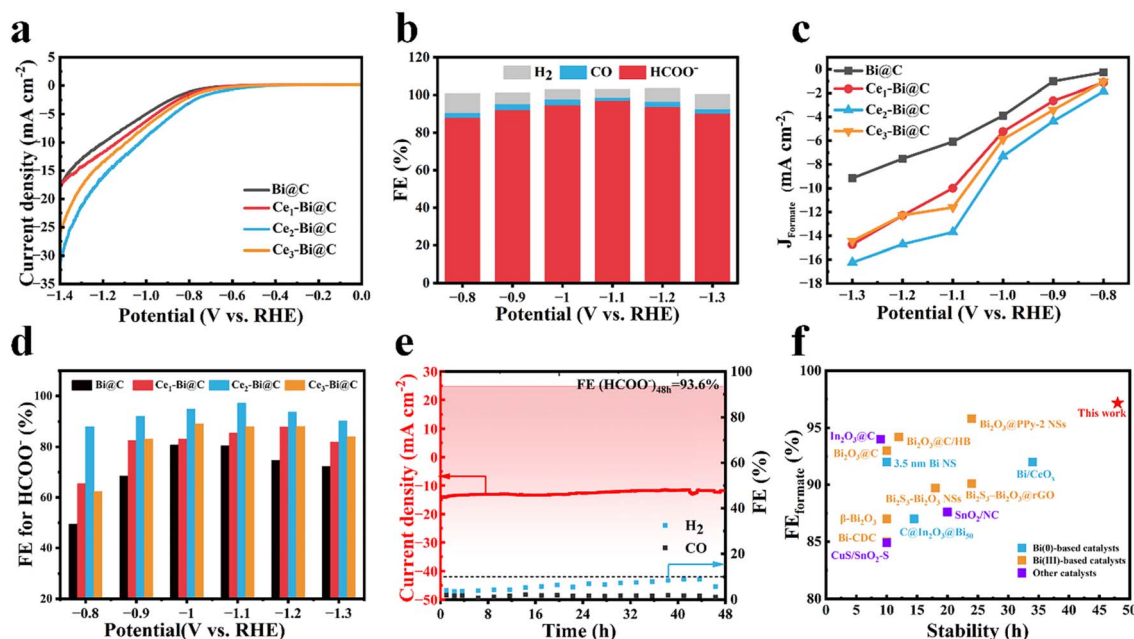 a
Current density (mA cm⁻²)
5
0
−5
−10
−15
−20
−25
−30
−35
Bi@C
Ce₁-Bi@C
Ce₂-Bi@C
Ce₃-Bi@C
−1.4 −1.2 −1.0 −0.8 −0.6 −0.4 −0.2 0.0
Potential (V vs. RHE)
b
FE (%)
120
100
80
60
40
20
0
H₂ CO HCOO⁻
−0.8 −0.9 −1 −1.1 −1.2 −1.3
Potential (V vs. RHE)
c
J_Formate (mA cm⁻²)
0
−2
−4
−6
−8
−10
−12
−14
−16
−18
Bi@C
Ce₁-Bi@C
Ce₂-Bi@C
Ce₃-Bi@C
−1.3 −1.2 −1.1 −1.0 −0.9 −0.8
Potential (V vs. RHE)
d
FE for HCOO⁻ (%)
100
80
60
40
20
Bi@C Ce₁-Bi@C Ce₂-Bi@C Ce₃-Bi@C
−0.8 −0.9 −1 −1.1 −1.2 −1.3
Potential(V vs. RHE)
e
Current density (mA cm⁻²)
30
25
20
15
10
5
0
−5
−10
−15
−20
−25
−30
−35
−40
−45
−50
FE (HCOO⁻)₄₈ₕ=93.6%
H₂
CO
100
90
80
70
60
50
40
30
20
10
0
FE (%)
0 8 16 24 32 40 48
Time (h)
f
FE_formate (%)
100
95
90
85
80
This work
Bi₂O₃@PPy-2 NSs
In₂O₃@C
Bi₂O₃@C/HB
Bi₂O₃@C
3.5 nm Bi NS
Bi/CeOₓ
Bi₂S₃-Bi₂O₃ NSs
Bi₂S₃–Bi₂O₃@rGO
β-Bi₂O₃
SnO₂/NC
C@In₂O₃@Bi₅₀
Bi-CDC
CuS/SnO₂-S
Bi(0)-based catalysts
Bi(III)-based catalysts
Other catalysts
0 10 20 30 40 50
Stability (h)